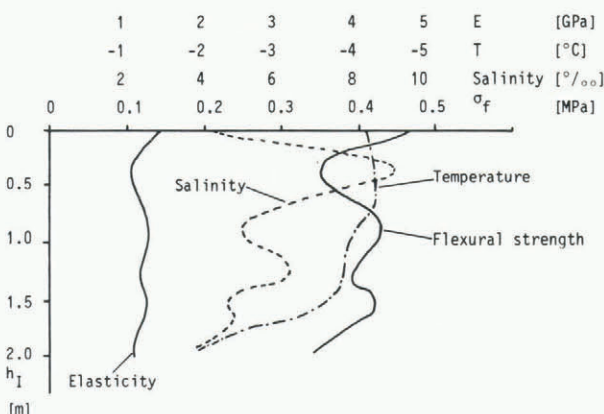 1 2 3 4 5 E [GPa]
-1 -2 -3 -4 -5 T [°C]
2 4 6 8 10 Salinity [°/oo]
0 0.1 0.2 0.3 0.4 0.5 σf [MPa]
0
0.5
Salinity
Temperature
1.0
Flexural strength
1.5
2.0
hI
Elasticity
[m]